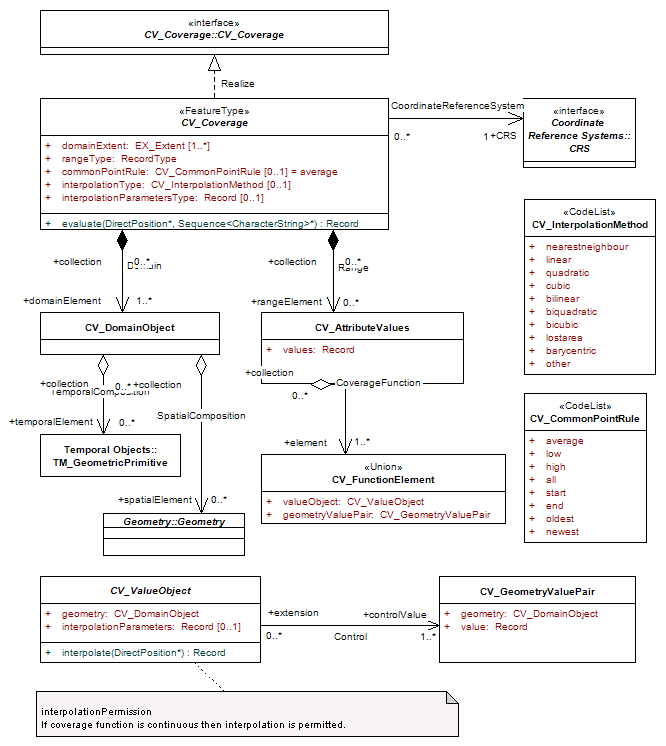 «interface»
CV_Coverage::CV_Coverage
Realize
«FeatureType»
CV_Coverage
+ domainExtent: EX_Extent [1..*]
+ rangeType: RecordType
+ commonPointRule: CV_CommonPointRule [0..1] = average
+ interpolationType: CV_InterpolationMethod [0..1]
+ interpolationParametersType: Record [0..1]
+ evaluate(DirectPosition*, Sequence<CharacterString>*) : Record
CoordinateReferenceSystem
0..*
1 +CRS
«interface»
Coordinate
Reference Systems::
CRS
+collection
0..*
Domain
+domainElement
1..*
+collection
0..*
Range
+rangeElement
0..*
CV_DomainObject
CV_AttributeValues
+ values: Record
+collection
0..*
TemporalComposition
+temporalElement
0..*
+collection
SpatialComposition
+spatialElement
0..*
+collection
0..*
CoverageFunction
+element
1..*
Temporal Objects::
TM_GeometricPrimitive
Geometry::Geometry
«Union»
CV_FunctionElement
+ valueObject: CV_ValueObject
+ geometryValuePair: CV_GeometryValuePair
«CodeList»
CV_InterpolationMethod
+ nearestneighbour
+ linear
+ quadratic
+ cubic
+ bilinear
+ biquadratic
+ bicubic
+ lostarea
+ barycentric
+ other
«CodeList»
CV_CommonPointRule
+ average
+ low
+ high
+ all
+ start
+ end
+ oldest
+ newest
CV_ValueObject
+ geometry: CV_DomainObject
+ interpolationParameters: Record [0..1]
+ interpolate(DirectPosition*) : Record
+extension
0..*
Control
+controlValue
1..*
CV_GeometryValuePair
+ geometry: CV_DomainObject
+ value: Record
interpolationPermission
If coverage function is continuous then interpolation is permitted.